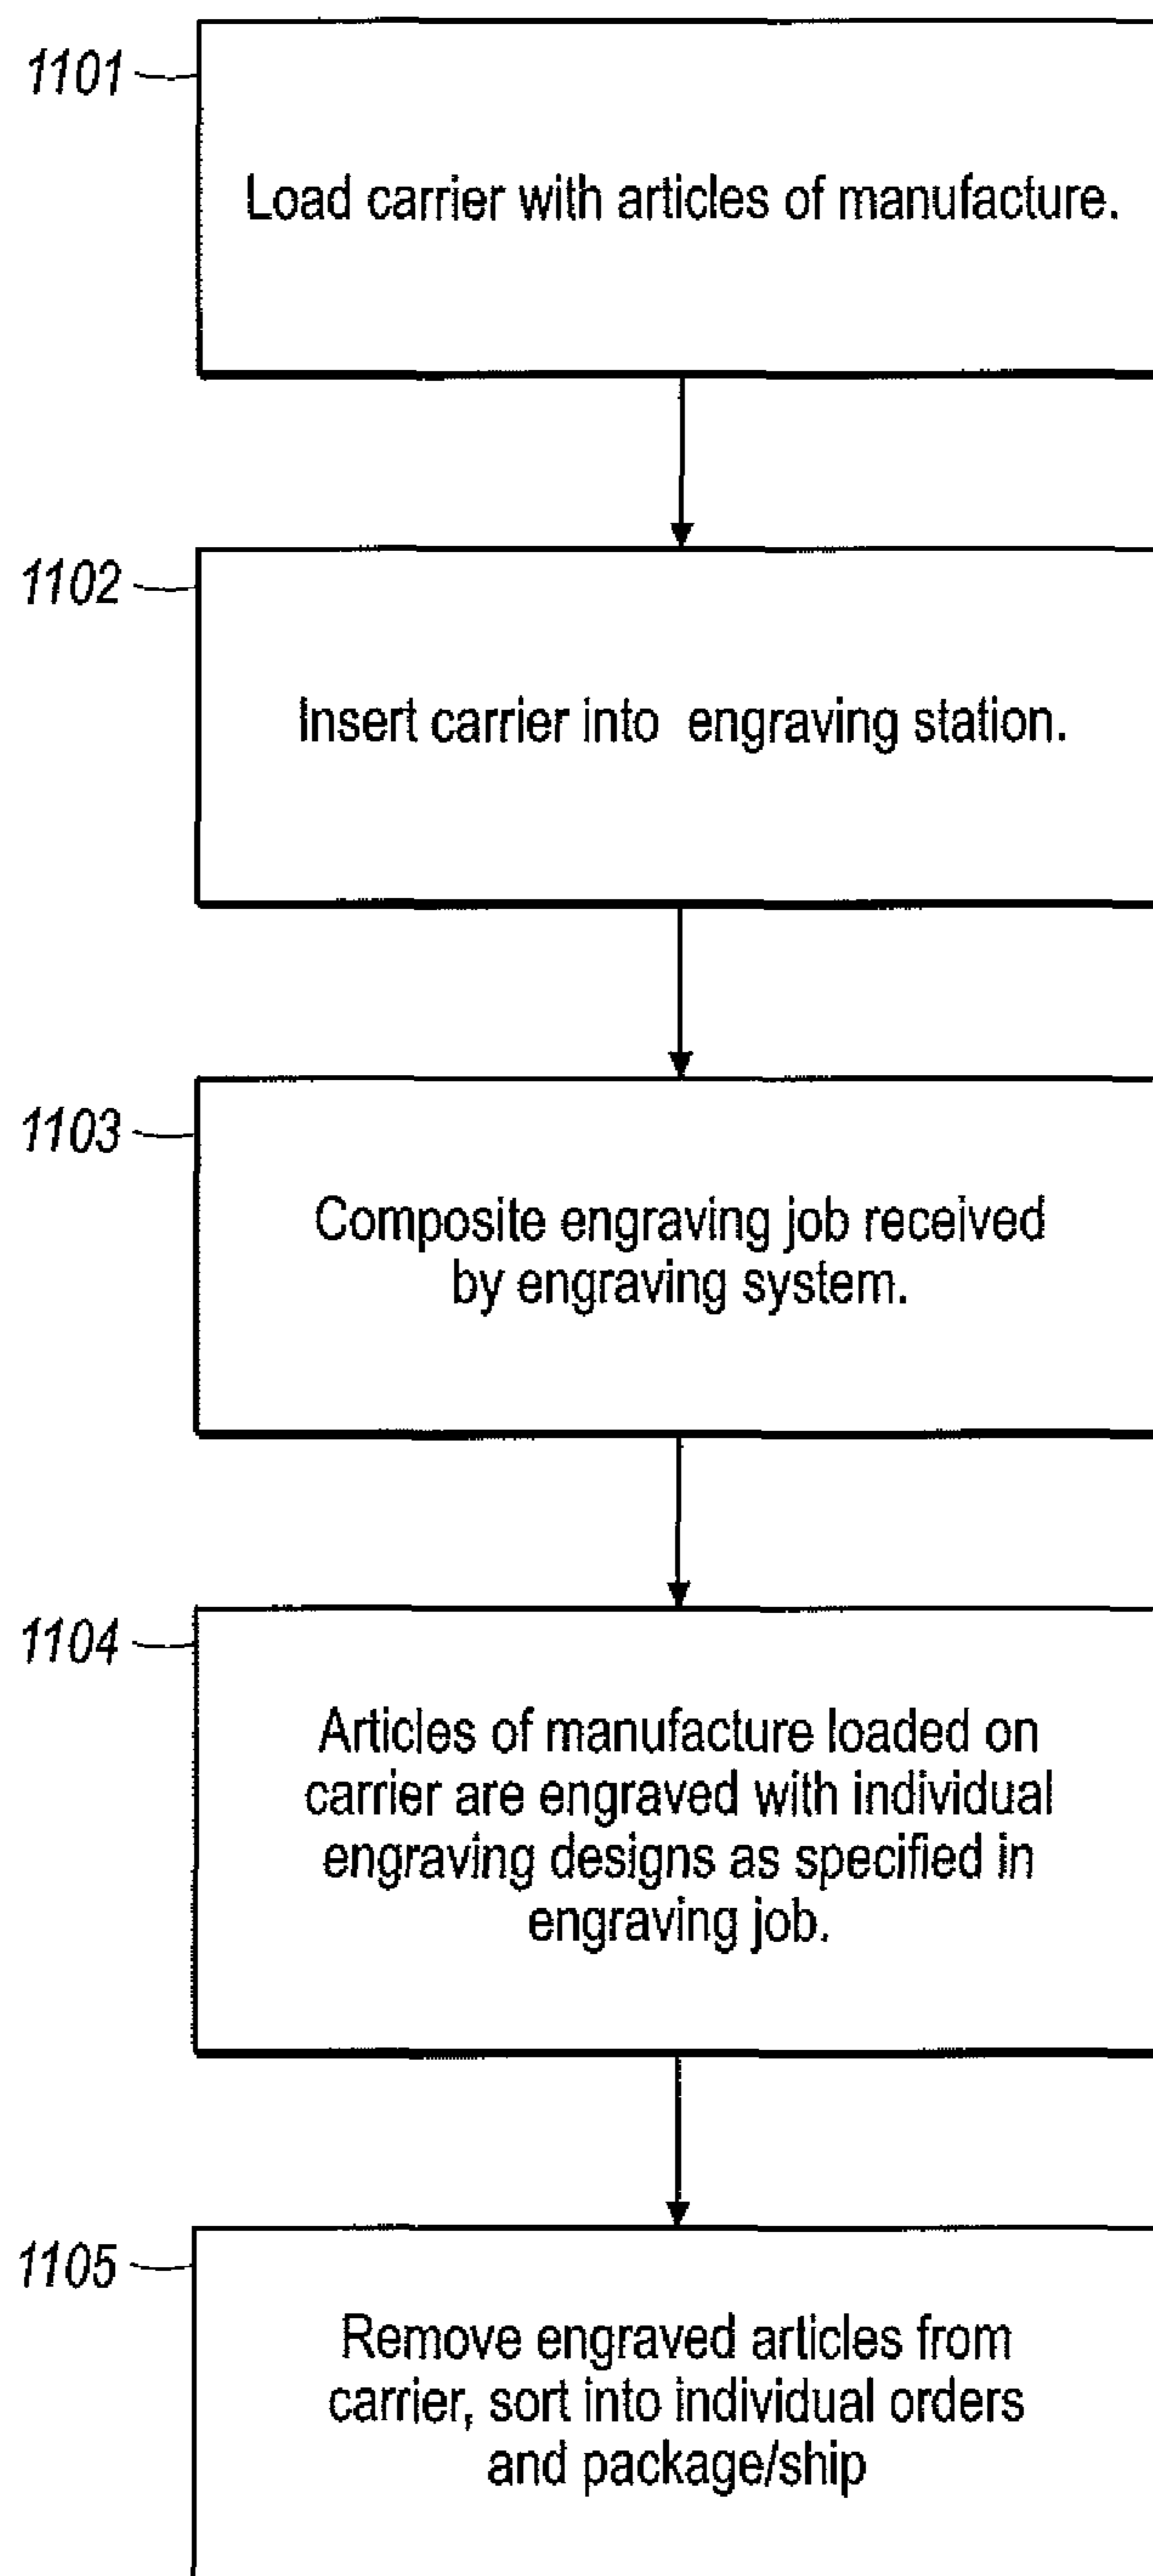 1101
Load carrier with articles of manufacture.
1102
Insert carrier into engraving station.
1103
Composite engraving job received
by engraving system.
1104
Articles of manufacture loaded on
carrier are engraved with individual
engraving designs as specified in
engraving job.
1105
Remove engraved articles from
carrier, sort into individual orders
and package/ship